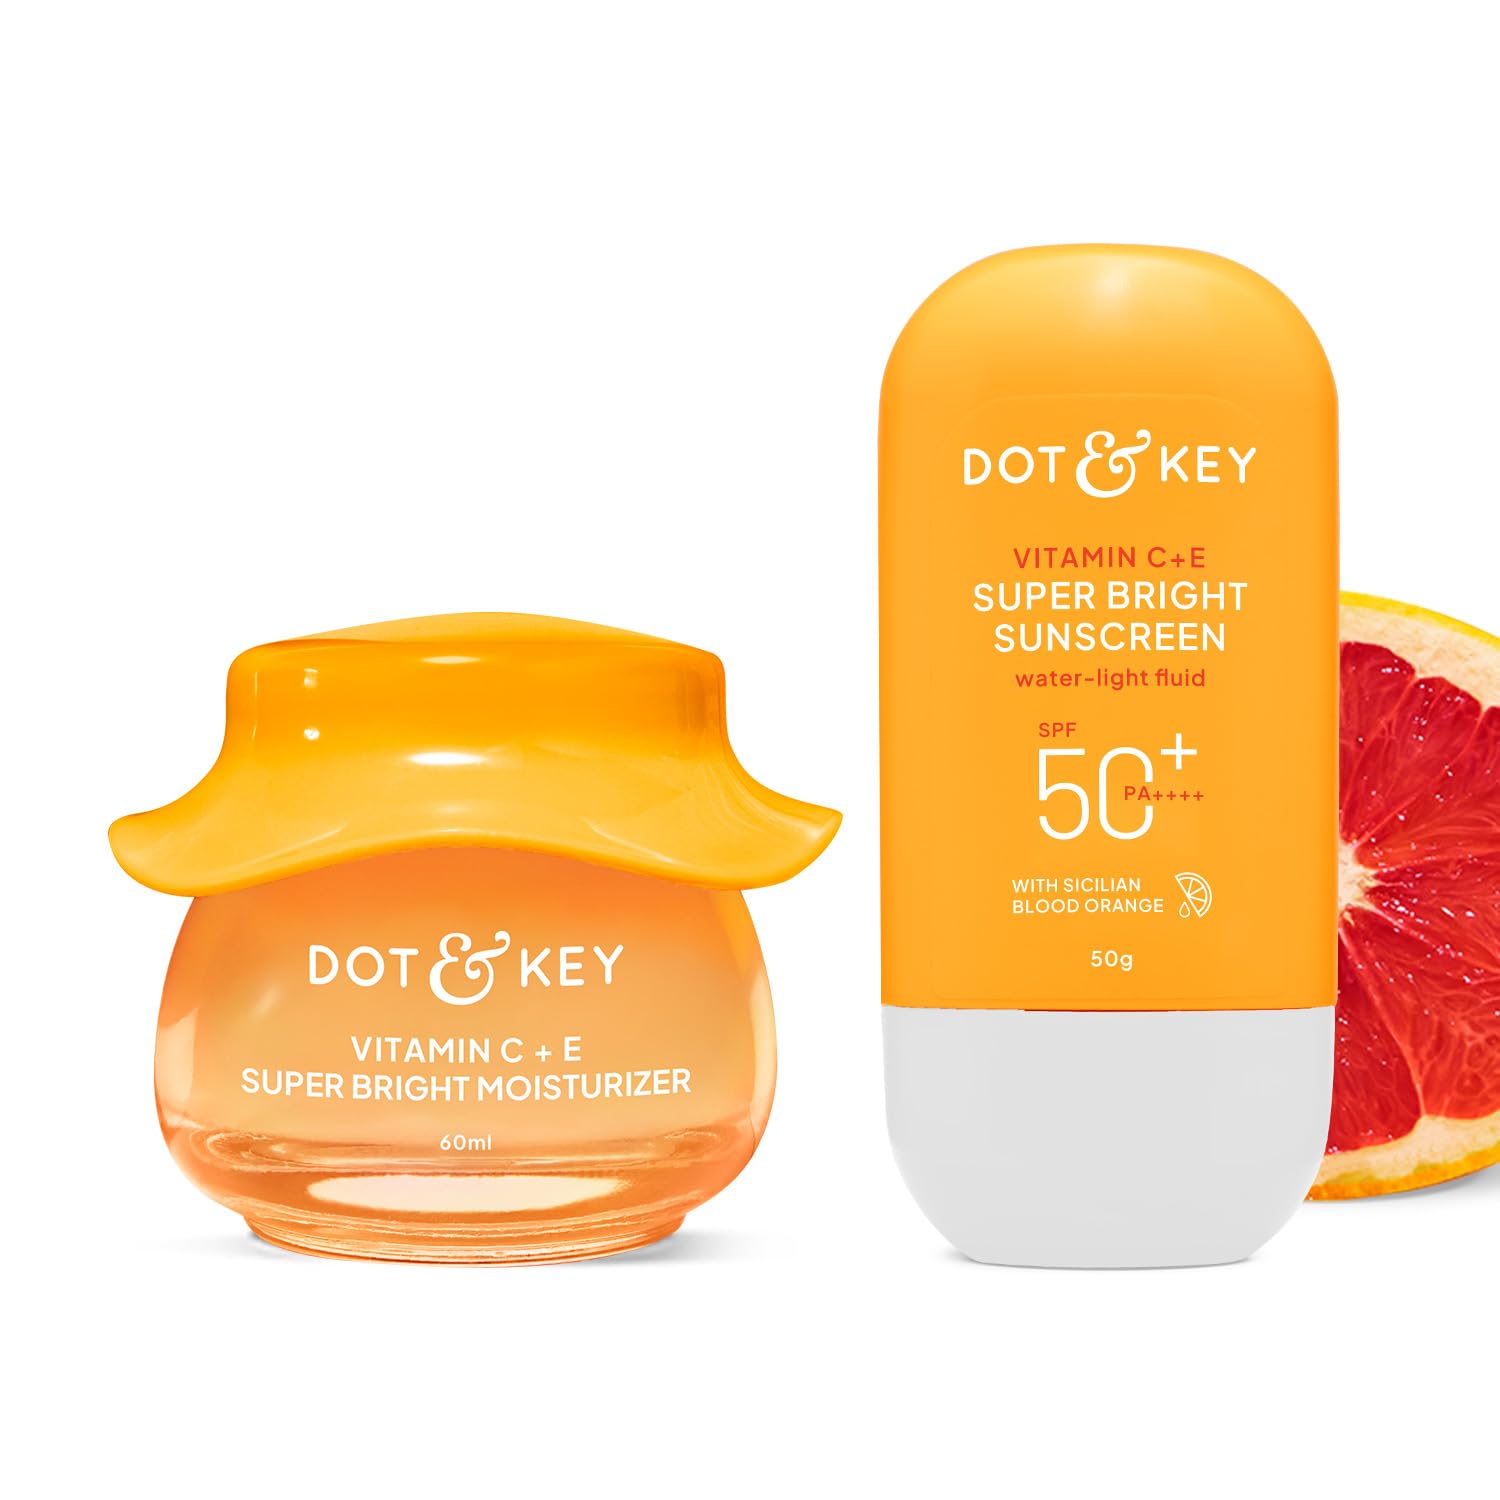 DOT & KEY
VITAMIN C + E
SUPER BRIGHT MOISTURIZER
60ml
DOT & KEY
VITAMIN C+E
SUPER BRIGHT
SUNSCREEN
water-light fluid
SPF
50+
PA++++
WITH SICILIAN
BLOOD ORANGE
50g